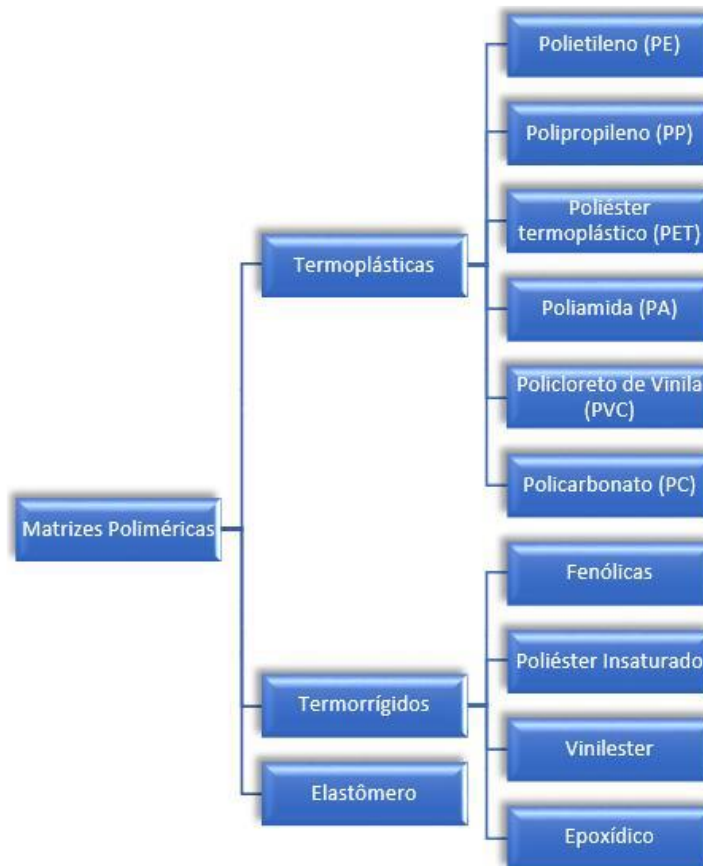 Polietileno (PE)
Polipropileno (PP)
Poliéster
termoplástico (PET)
Termoplásticas
Poliamida (PA)
Policloreto de Vinila
(PVC)
Policarbonato (PC)
Matrizes Poliméricas
Fenólicas
Poliéster Insaturado
Termorrígidos
Vinilester
Elastômero
Epoxídico